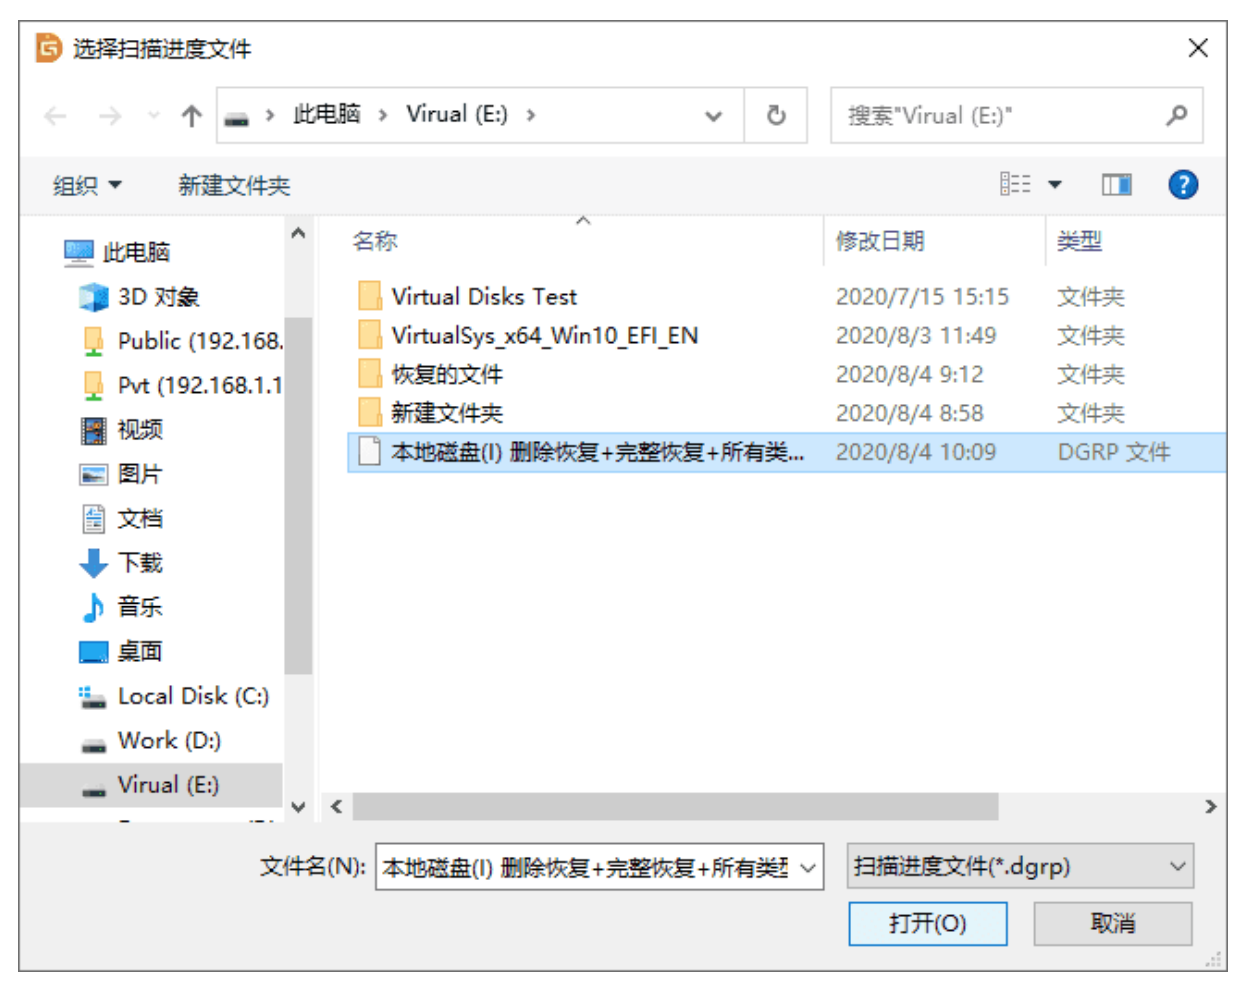 选择扫描进度文件
此电脑 > Virual (E:) >
搜索"Virual (E:)"
组织
新建文件夹
名称 修改日期 类型
此电脑
3D 对象
Public (192.168.
Pvt (192.168.1.1
视频
图片
文档
下载
音乐
桌面
Local Disk (C:)
Work (D:)
Virual (E:)
Virtual Disks Test 2020/7/15 15:15 文件夹
VirtualSys_x64_Win10_EFI_EN 2020/8/3 11:49 文件夹
恢复的文件 2020/8/4 9:12 文件夹
新建文件夹 2020/8/4 8:58 文件夹
本地磁盘(I) 删除恢复+完整恢复+所有类... 2020/8/4 10:09 DGRP 文件
文件名(N): 本地磁盘(I) 删除恢复+完整恢复+所有类 扫描进度文件(*.dgrp)
打开(O) 取消